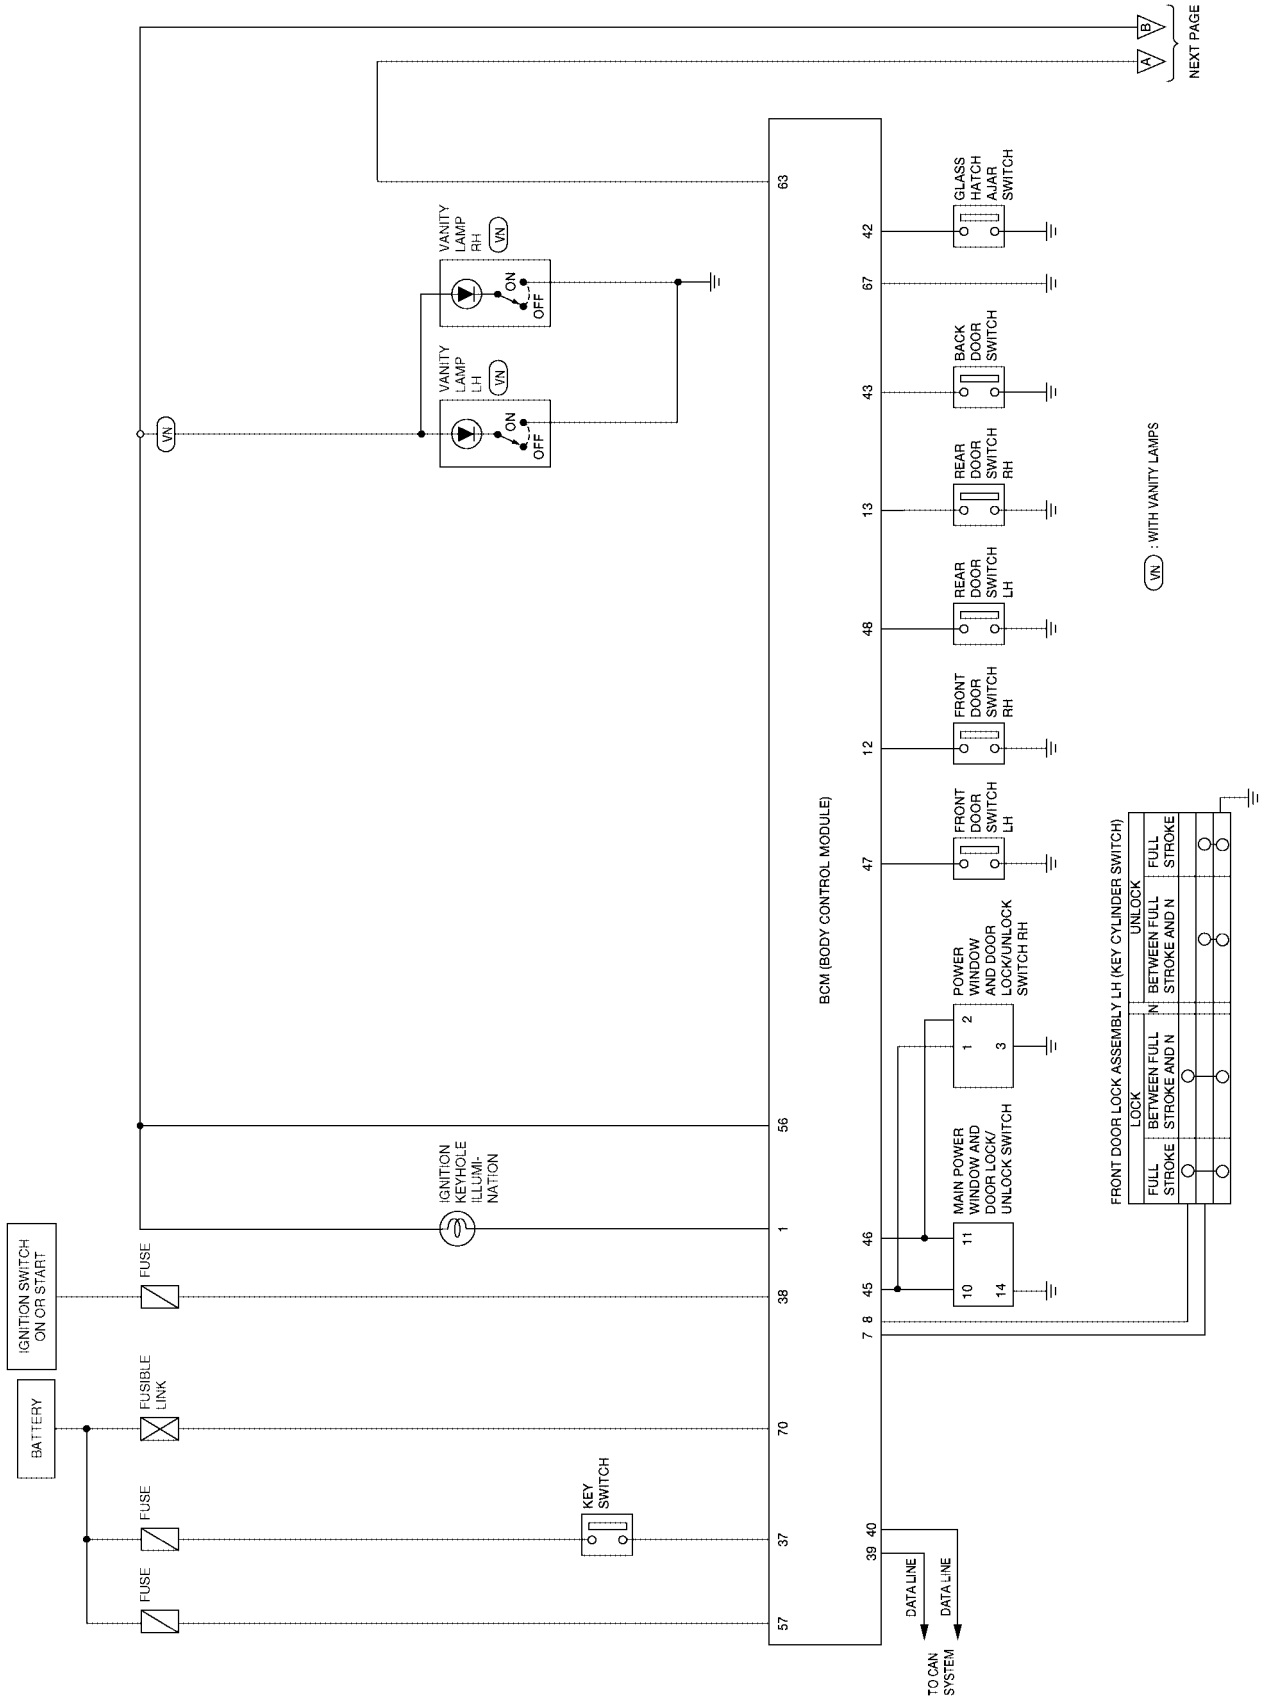 BATTERY
IGNITION SWITCH
ON OR START
FUSE
FUSE
FUSIBLE
LINK
FUSE
VN
B
A
NEXT PAGE
KEY
SWITCH
IGNITION
KEYHOLE
ILLUMI-
NATION
VANITY
LAMP
LH
VN
ON
OFF
VANITY
LAMP
RH
VN
ON
OFF
57
37
70
38
1
56
63
BCM (BODY CONTROL MODULE)
39
40
7
8
45
46
47
12
48
13
43
67
42
DATA LINE
DATA LINE
TO CAN
SYSTEM
MAIN POWER
WINDOW AND
DOOR LOCK/
UNLOCK SWITCH
10
11
14
POWER
WINDOW
AND DOOR
LOCK/UNLOCK
SWITCH RH
1
2
3
FRONT
DOOR
SWITCH
LH
FRONT
DOOR
SWITCH
RH
REAR
DOOR
SWITCH
LH
REAR
DOOR
SWITCH
RH
BACK
DOOR
SWITCH
GLASS
HATCH
AJAR
SWITCH
FRONT DOOR LOCK ASSEMBLY LH (KEY CYLINDER SWITCH)
LOCK
UNLOCK
FULL
STROKE
BETWEEN FULL
STROKE AND N
N
BETWEEN FULL
STROKE AND N
FULL
STROKE
VN : WITH VANITY LAMPS